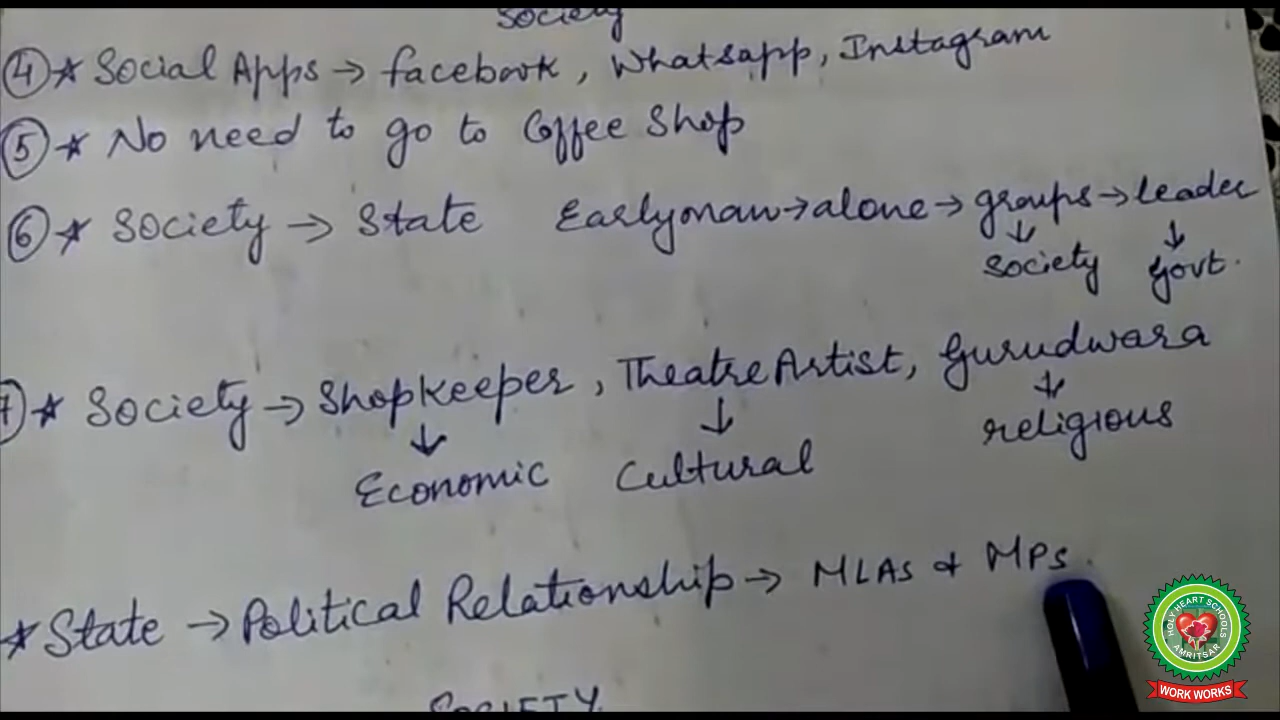 Society
④ * Social Apps → facebook, Whatsapp, Instagram
⑤ * No need to go to Coffee Shop
⑥ * Society → State Earlyman → alone → groups → leader
↓ ↓
Society Govt.
7 * Society → Shopkeeper, Theatre Artist, Gurudwara
↓ ↓ ↓
Economic Cultural religious
* State → Political Relationship → MLAs & MPs.
SOCIETY
HOLY HEART SCHOOLS
AMRITSAR
WORK WORKS